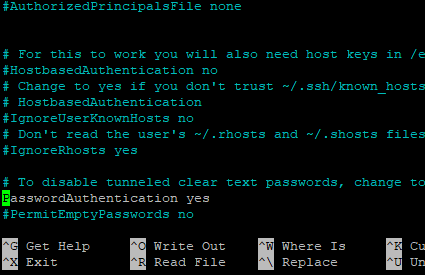 #AuthorizedPrincipalsFile none
# For this to work you will also need host keys in /e
#HostbasedAuthentication no
# Change to yes if you don't trust ~/.ssh/known_hosts
# HostbasedAuthentication
#IgnoreUserKnownHosts no
# Don't read the user's ~/.rhosts and ~/.shosts files
#IgnoreRhosts yes
# To disable tunneled clear text passwords, change to
PasswordAuthentication yes
#PermitEmptyPasswords no
^G Get Help ^O Write Out ^W Where Is ^K Cu
^X Exit ^R Read File ^\ Replace ^U Un